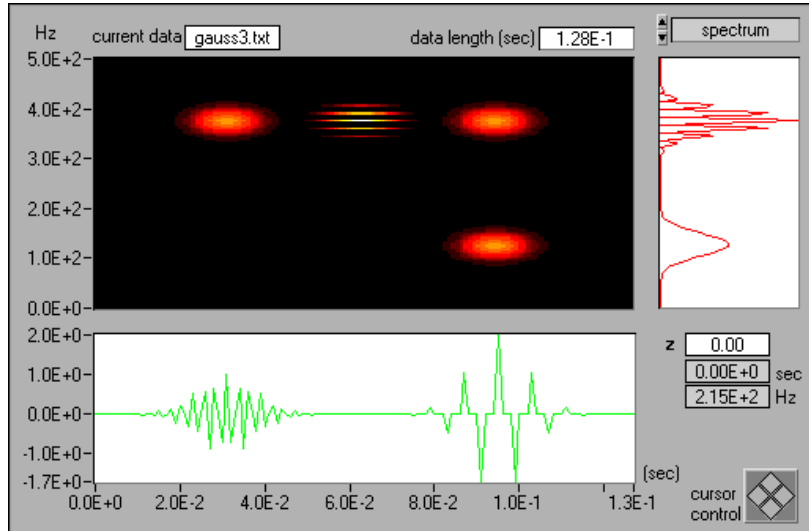 Hz current data gauss3.txt data length (sec) 1.28E-1 spectrum
5.0E+2
4.0E+2
3.0E+2
2.0E+2
1.0E+2
0.0E+0
2.0E+0
1.0E+0
0.0E+0
-1.0E+0
-1.7E+0
0.0E+0 2.0E-2 4.0E-2 6.0E-2 8.0E-2 1.0E-1 1.3E-1
(sec)
z 0.00
0.00E+0 sec
2.15E+2 Hz
cursor
control